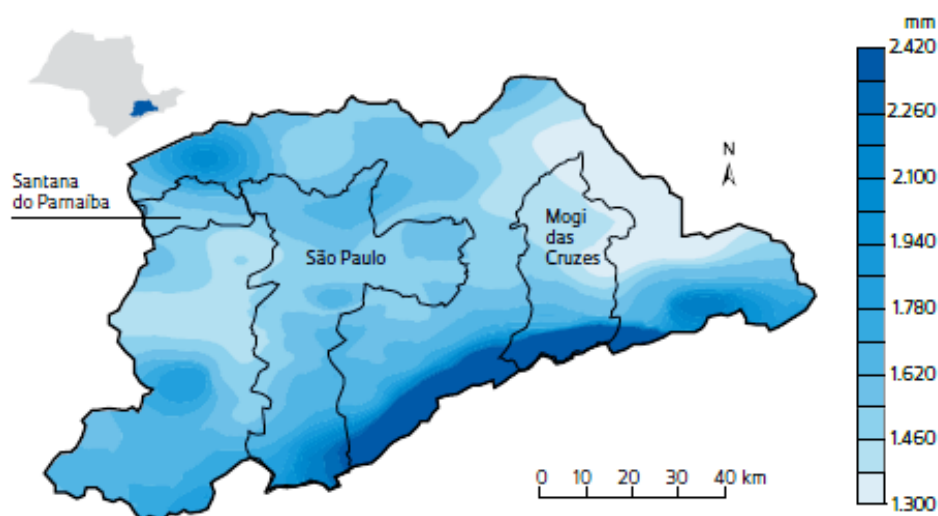 mm
2.420
2.260
2.100
1.940
1.780
1.620
1.460
1.300
N
Santana
do Parnaíba
São Paulo
Mogi
das
Cruzes
0 10 20 30 40 km